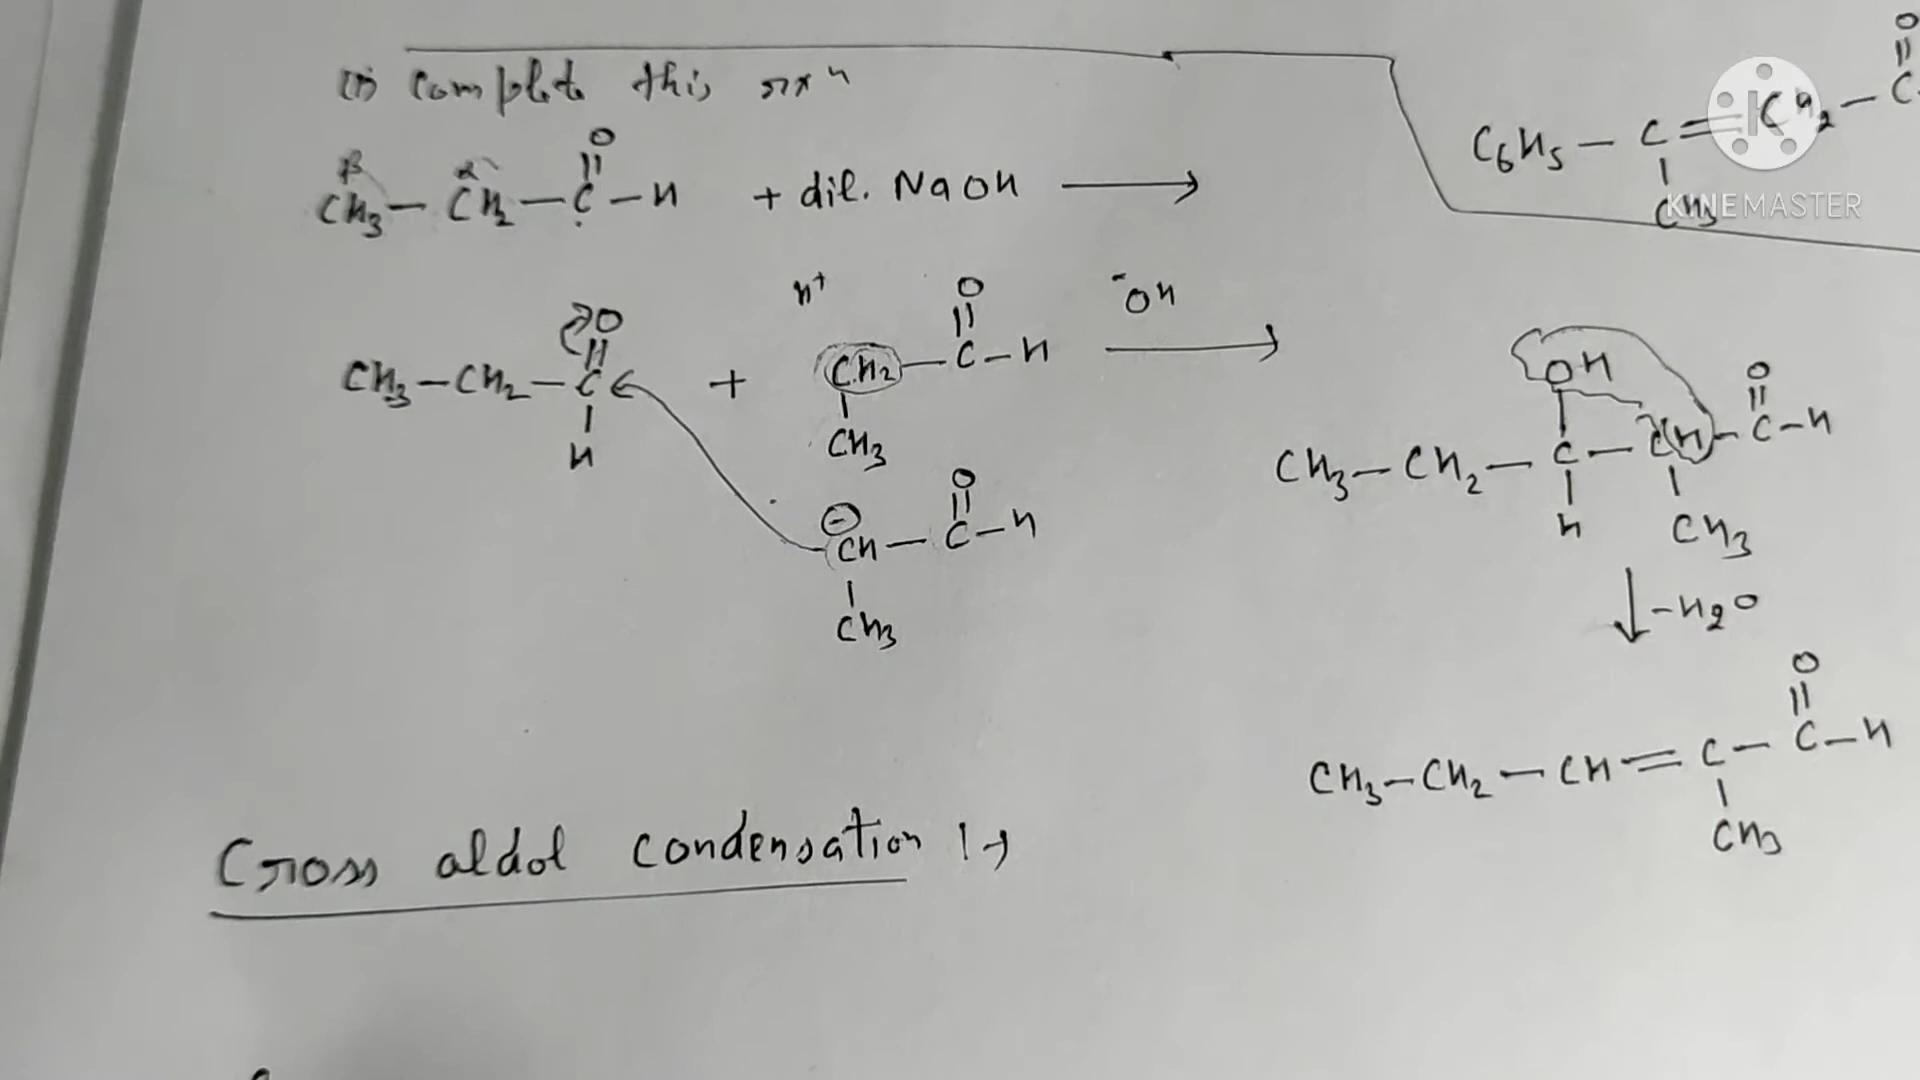 (1) Complete this rxn
β α O
CH3 — CH2 — C — H + dil. NaOH ⟶
C6H5 — C = CH2 — C
O
CH3
KINEMASTER
H+ O ⁻OH
CH3 — CH2 — C + CH2 — C — H ⟶
O
H CH3
⊖ O
CH — C — H
CH3
OH O
CH3 — CH2 — C — CH — C — H
H CH3
↓ -H2O
O
CH3 — CH2 — CH = C — C — H
CH3
Cross aldol condensation :→